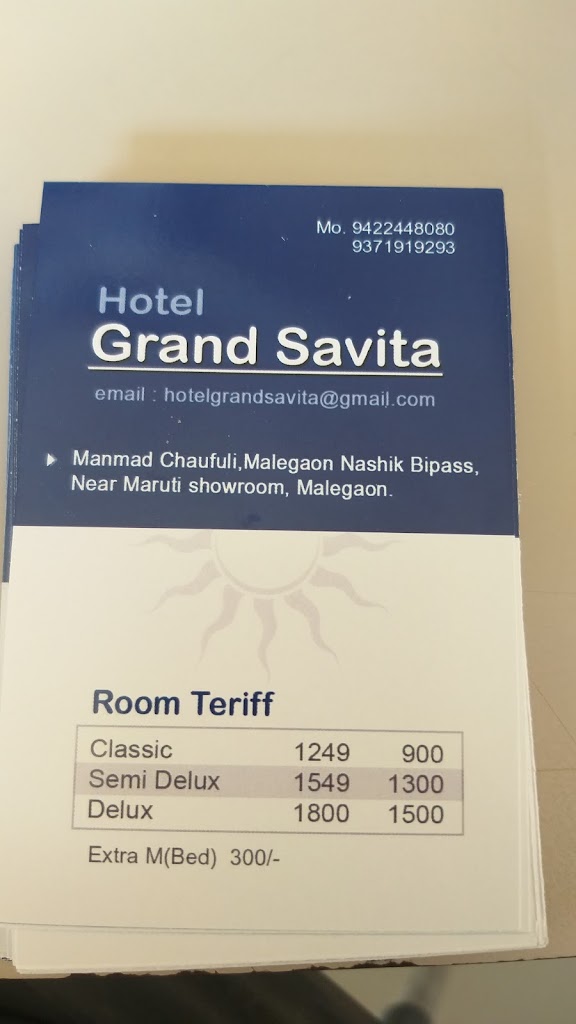 Mo. 9422448080
9371919293
Hotel
Grand Savita
email : hotelgrandsavita@gmail.com
Manmad Chaufuli,Malegaon Nashik Bipass,
Near Maruti showroom, Malegaon.
Room Teriff
Classic 1249 900
Semi Delux 1549 1300
Delux 1800 1500
Extra M(Bed) 300/-